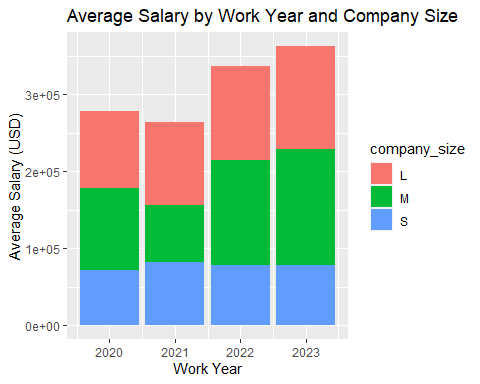 Average Salary by Work Year and Company Size
Average Salary (USD)
3e+05
2e+05
1e+05
0e+00
2020 2021 2022 2023
Work Year
company_size
L
M
S